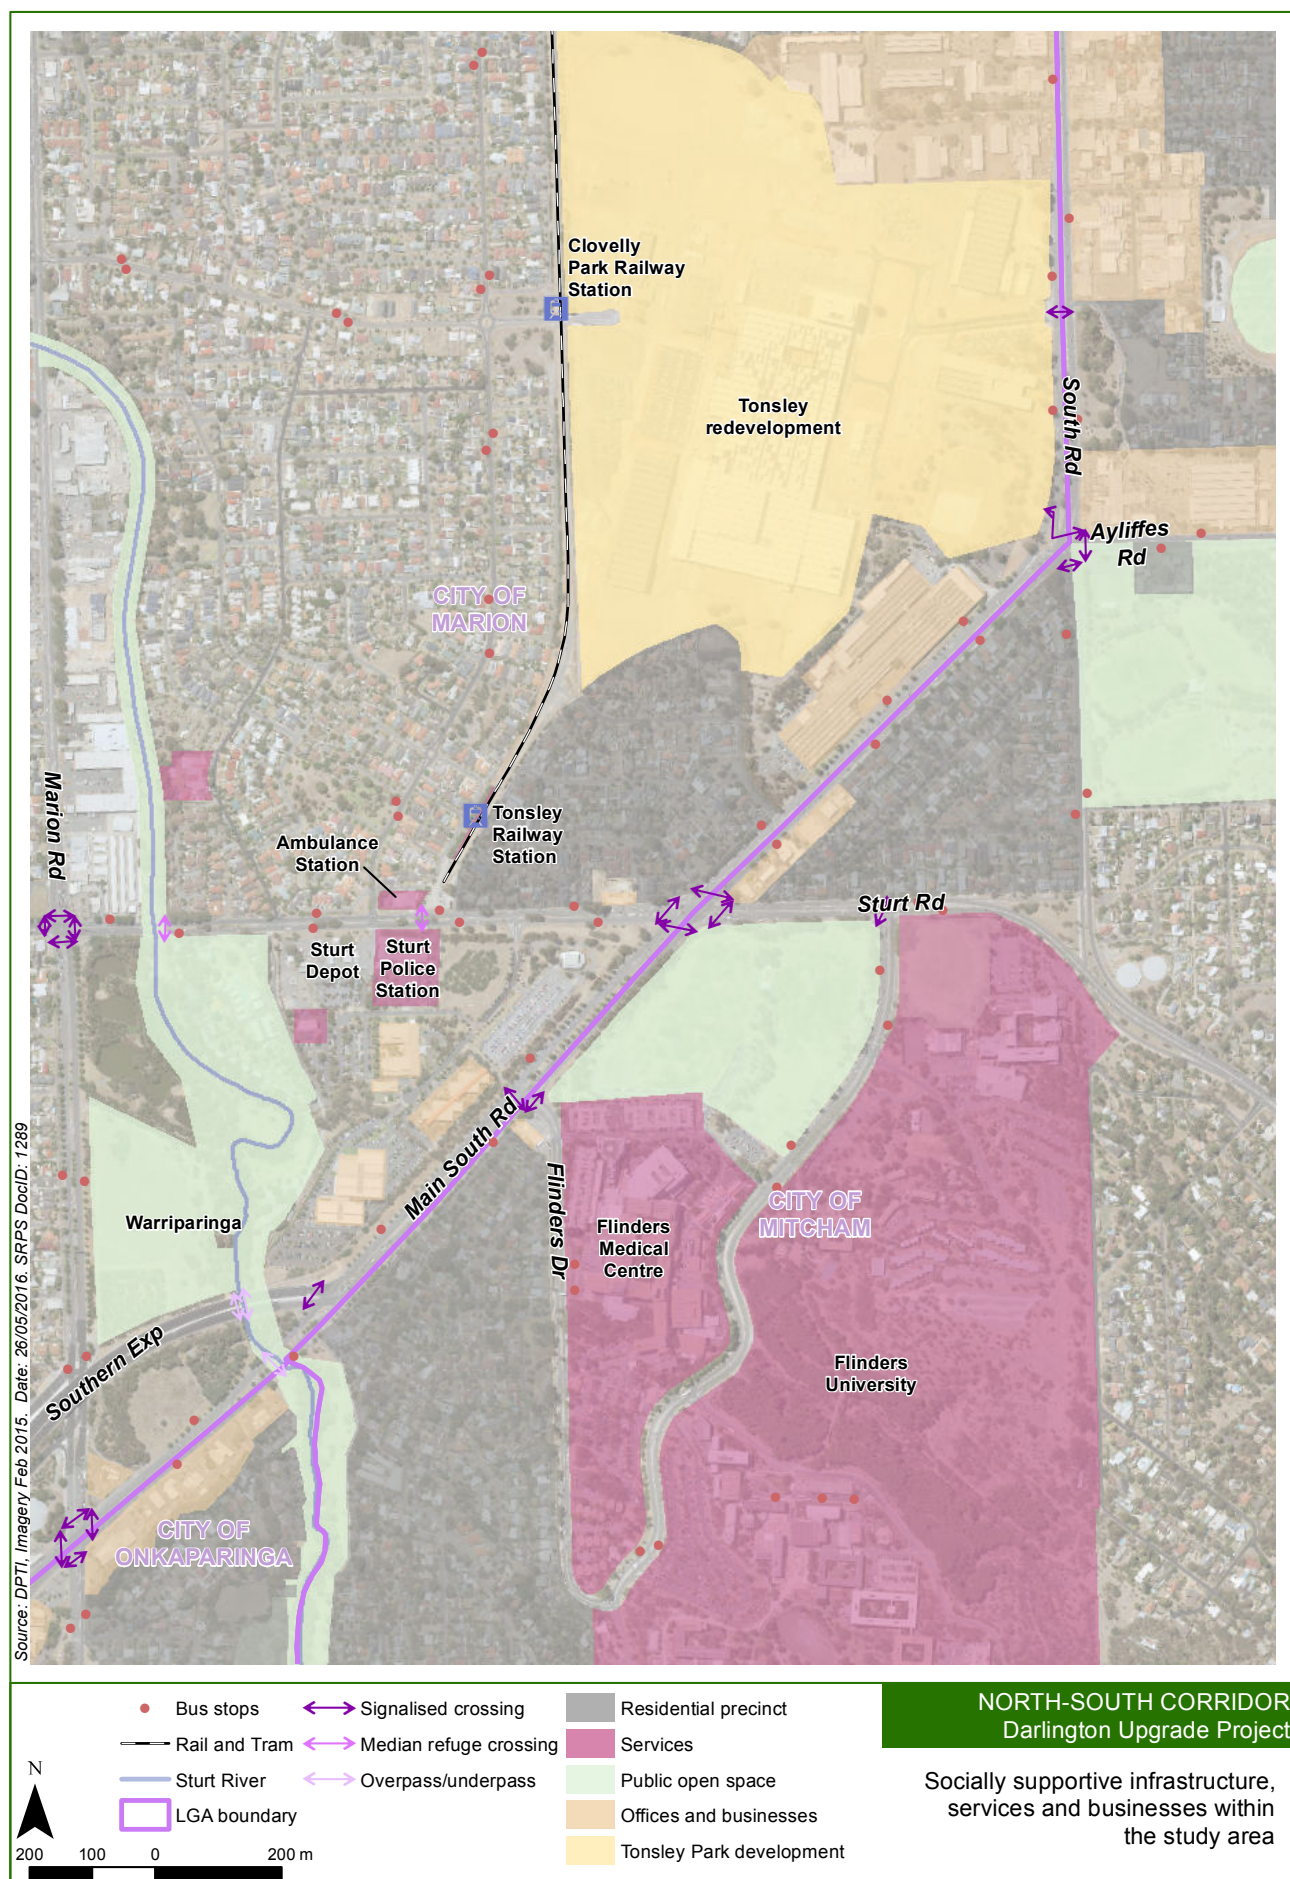 Clovelly
Park Railway
Station
Tonsley
redevelopment
South Rd
Ayliffes
Rd
CITY OF
MARION
Marion Rd
Tonsley
Railway
Station
Ambulance
Station
Sturt Rd
Sturt
Depot
Sturt
Police
Station
Main South Rd
Flinders Dr
Warriparinga
Flinders
Medical
Centre
CITY OF
MITCHAM
Southern Exp
Flinders
University
CITY OF
ONKAPARINGA
Source: DPTI, Imagery Feb 2015. Date: 26/05/2016. SRPS DocID: 1289
Bus stops
Rail and Tram
Sturt River
LGA boundary
Signalised crossing
Median refuge crossing
Overpass/underpass
Residential precinct
Services
Public open space
Offices and businesses
Tonsley Park development
N
200 100 0 200 m
NORTH-SOUTH CORRIDOR
Darlington Upgrade Project
Socially supportive infrastructure,
services and businesses within
the study area